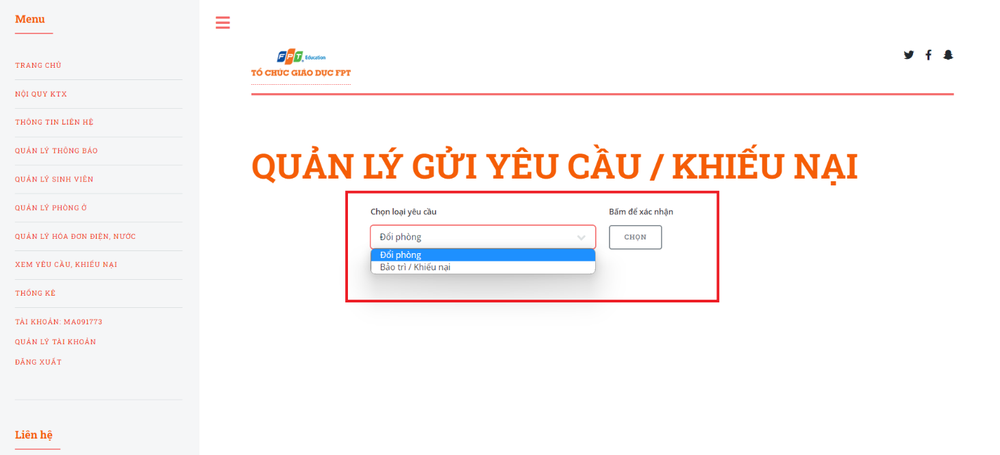 Menu
TRANG CHỦ
NỘI QUY KTX
THÔNG TIN LIÊN HỆ
QUẢN LÝ THÔNG BÁO
QUẢN LÝ SINH VIÊN
QUẢN LÝ PHÒNG Ở
QUẢN LÝ HÓA ĐƠN ĐIỆN, NƯỚC
XEM YÊU CẦU, KHIẾU NẠI
THỐNG KÊ
TÀI KHOẢN: MA091773
QUẢN LÝ TÀI KHOẢN
ĐĂNG XUẤT
Liên hệ
FPT Education
TỔ CHỨC GIÁO DỤC FPT
QUẢN LÝ GỬI YÊU CẦU / KHIẾU NẠI
Chọn loại yêu cầu
Bấm để xác nhận
Đổi phòng
CHỌN
Đổi phòng
Bảo trì / Khiếu nại